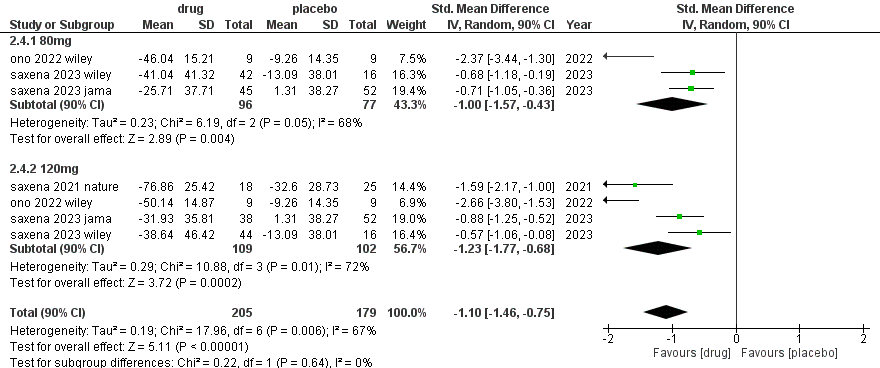 drug placebo Std. Mean Difference Std. Mean Difference
Study or Subgroup Mean SD Total Mean SD Total Weight IV, Random, 90% CI Year IV, Random, 90% CI
2.4.1 80mg
ono 2022 wiley -46.04 15.21 9 -9.26 14.35 9 7.5% -2.37 [-3.44, -1.30] 2022
saxena 2023 wiley -41.04 41.32 42 -13.09 38.01 16 16.3% -0.68 [-1.18, -0.19] 2023
saxena 2023 jama -25.71 37.71 45 1.31 38.27 52 19.5% -0.71 [-1.05, -0.36] 2023
Subtotal (90% CI) 96 77 43.3% -1.00 [-1.57, -0.43]
Heterogeneity: Tau² = 0.23; Chi² = 6.19, df = 2 (P = 0.05); I² = 68%
Test for overall effect: Z = 2.89 (P = 0.004)
2.4.2 120mg
saxena 2021 nature -76.86 25.42 18 -32.6 28.73 25 14.4% -1.59 [-2.17, -1.00] 2021
ono 2022 wiley -50.14 14.87 9 -9.26 14.35 9 6.9% -2.66 [-3.80, -1.53] 2022
saxena 2023 jama -31.93 35.81 38 1.31 38.27 52 19.0% -0.88 [-1.25, -0.52] 2023
saxena 2023 wiley -38.64 46.42 44 -13.09 38.01 16 16.4% -0.57 [-1.06, -0.08] 2023
Subtotal (90% CI) 109 102 56.7% -1.23 [-1.77, -0.68]
Heterogeneity: Tau² = 0.29; Chi² = 10.88, df = 3 (P = 0.01); I² = 72%
Test for overall effect: Z = 3.72 (P = 0.0002)
Total (90% CI) 205 179 100.0% -1.10 [-1.46, -0.75]
Heterogeneity: Tau² = 0.19; Chi² = 17.96, df = 6 (P = 0.006); I² = 67%
Test for overall effect: Z = 5.11 (P < 0.00001)
Test for subgroup differences: Chi² = 0.22, df = 1 (P = 0.64), I² = 0%
-2 -1 0 1 2
Favours [drug] Favours [placebo]